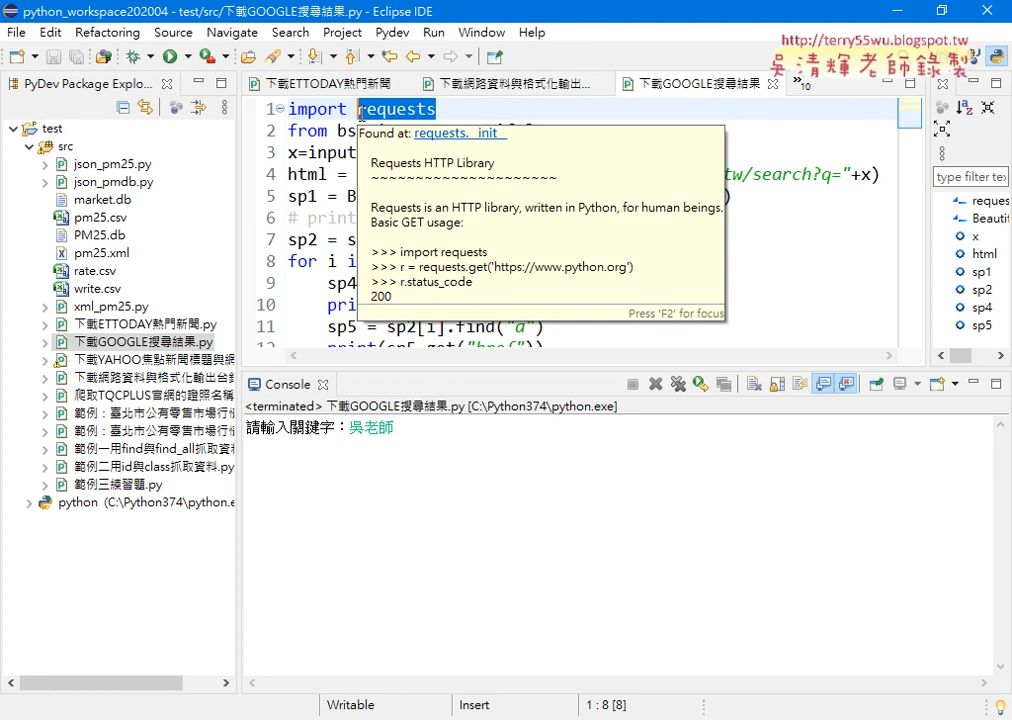 python_workspace202004 - test/src/下載GOOGLE搜尋結果.py - Eclipse IDE
File Edit Refactoring Source Navigate Search Project Pydev Run Window Help
http://terry55wu.blogspot.tw
吳清輝老師錄製
PyDev Package Explo...
下載ETTODAY熱門新聞
下載網路資料與格式化輸出...
下載GOOGLE搜尋結果
10
test
src
json_pm25.py
json_pmdb.py
market.db
pm25.csv
PM25.db
pm25.xml
rate.csv
write.csv
xml_pm25.py
下載ETTODAY熱門新聞.py
下載GOOGLE搜尋結果.py
下載YAHOO焦點新聞標題與網
下載網路資料與格式化輸出台
爬取TQCPLUS官網的證照名稱
範例：臺北市公有零售市場行
範例：臺北市公有零售市場行
範例一用find與find_all抓取資
範例二用id與class抓取資料.py
範例三練習題.py
python (C:\Python374\python.e
1 import requests
2 from bs
3 x=input
4 html = tw/search?q="+x)
5 sp1 = B )
6 # print
7 sp2 = s
8 for i i
9 sp4
10 pri
11 sp5 = sp2[i].find("a")
12 print(sp5.get("href"))
Found at: requests.__init__
Requests HTTP Library
~~~~~~~~~~~~~~~~~~~~~
Requests is an HTTP library, written in Python, for human beings.
Basic GET usage:
>>> import requests
>>> r = requests.get('https://www.python.org')
>>> r.status_code
200
Press 'F2' for focus
type filter tex
reques
Beautif
x
html
sp1
sp2
sp4
sp5
Console
<terminated> 下載GOOGLE搜尋結果.py [C:\Python374\python.exe]
請輸入關鍵字：吳老師
Writable Insert 1 : 8 [8]